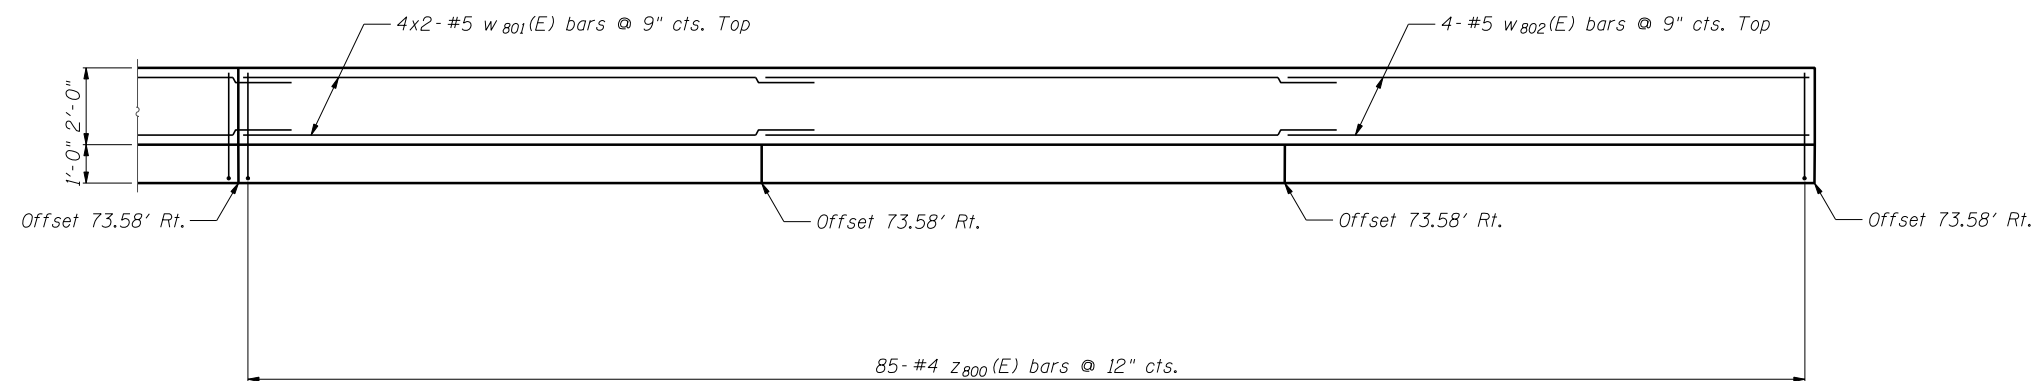 4x2-#5 w801(E) bars @ 9" cts. Top
4-#5 w802(E) bars @ 9" cts. Top
2'-0"
1'-0"
Offset 73.58' Rt.
Offset 73.58' Rt.
Offset 73.58' Rt.
Offset 73.58' Rt.
85-#4 z800(E) bars @ 12" cts.